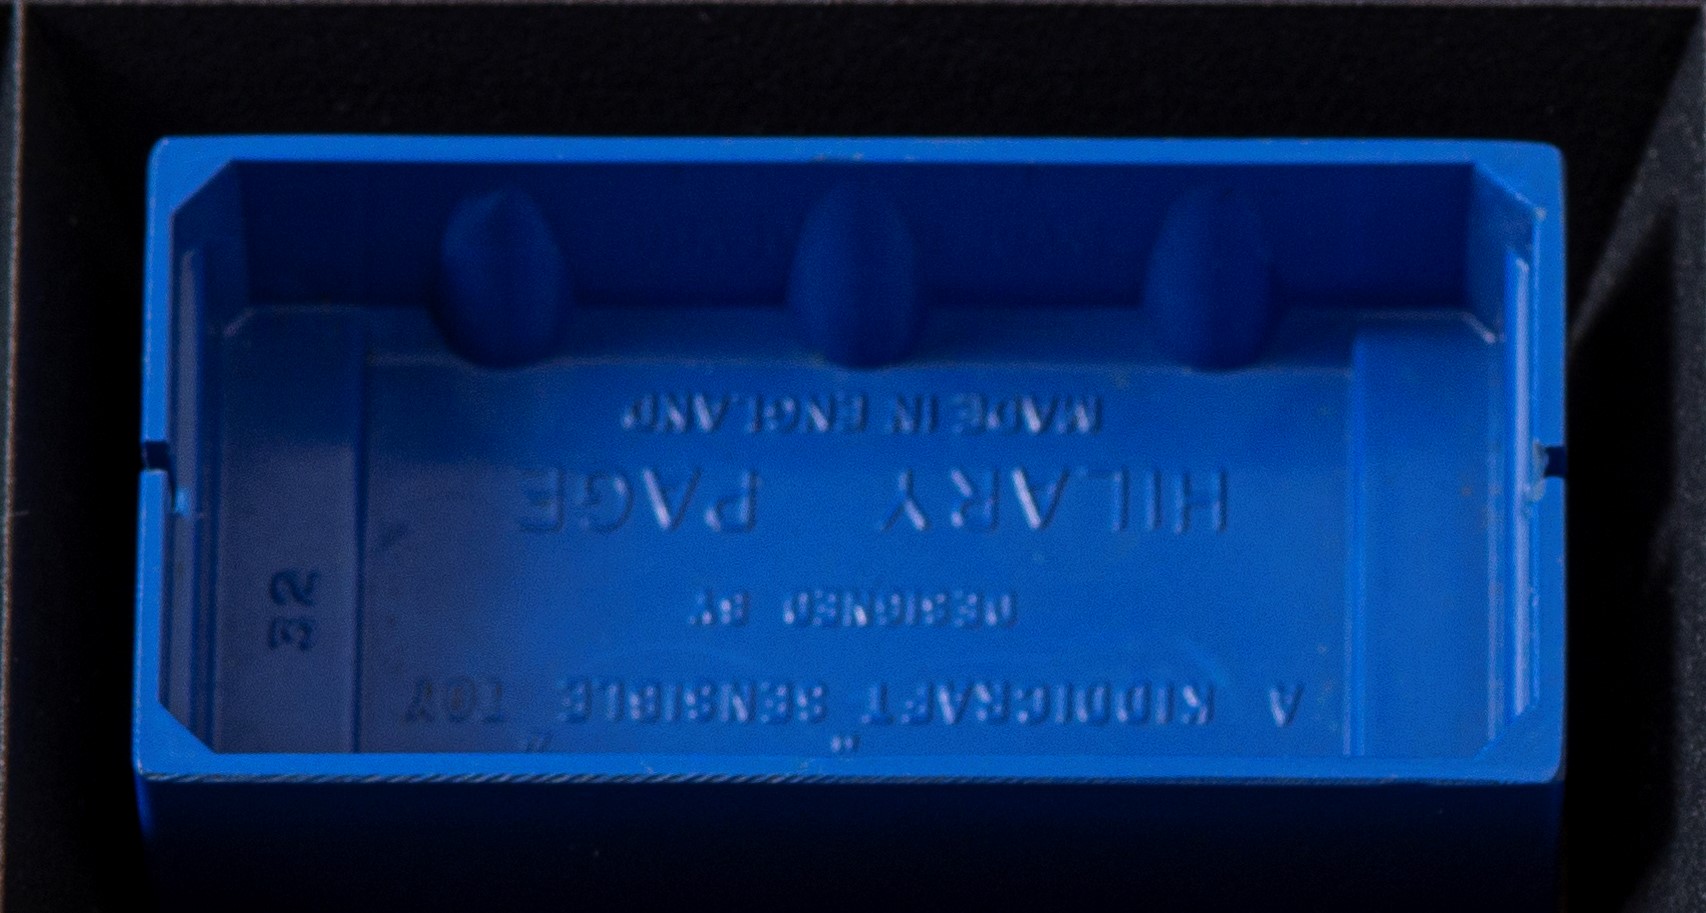 A KIDDICRAFT "SENSIBLE" TOY
DESIGNED BY
HILARY PAGE
MADE IN ENGLAND
32